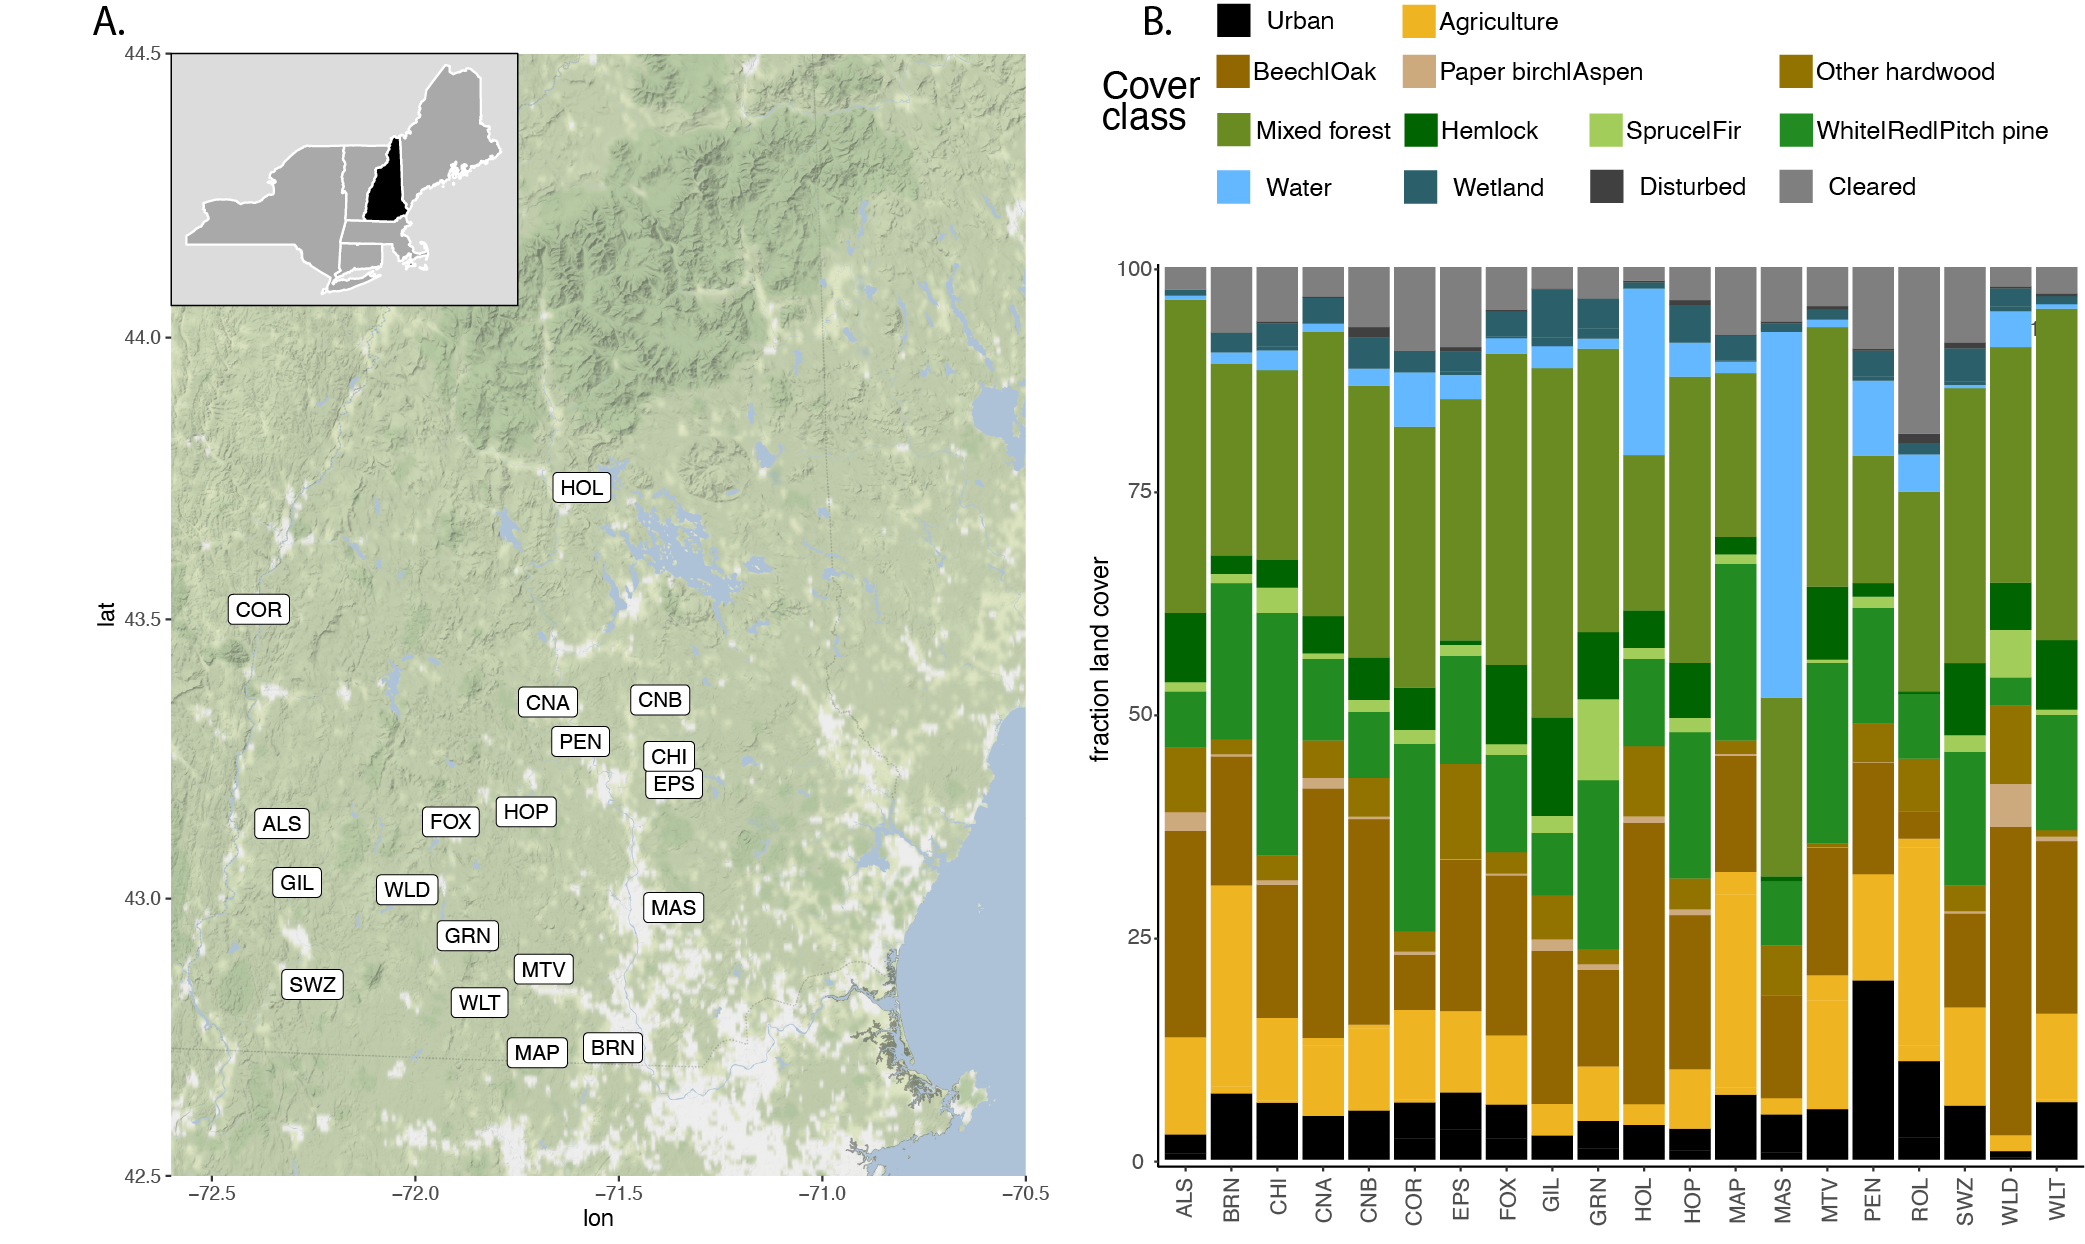 A.
44.5
44.0
43.5
43.0
42.5
lat
HOL
COR
CNA
CNB
PEN
CHI
EPS
HOP
FOX
ALS
GIL
WLD
MAS
GRN
MTV
SWZ
WLT
MAP
BRN
−72.5 −72.0 −71.5 −71.0 −70.5
lon
B.
Cover
class
Urban Agriculture
Beech|Oak Paper birch|Aspen Other hardwood
Mixed forest Hemlock Spruce|Fir White|Red|Pitch pine
Water Wetland Disturbed Cleared
100
75
50
25
0
fraction land cover
ALS BRN CHI CNA CNB COR EPS FOX GIL GRN HOL HOP MAP MAS MTV PEN ROL SWZ WLD WLT